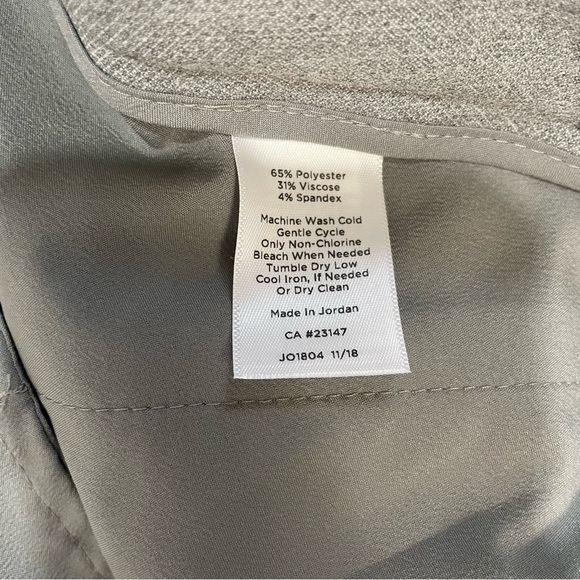 65% Polyester
31% Viscose
4% Spandex
Machine Wash Cold
Gentle Cycle
Only Non-Chlorine
Bleach When Needed
Tumble Dry Low
Cool Iron, If Needed
Or Dry Clean
Made In Jordan
CA #23147
JO1804 11/18